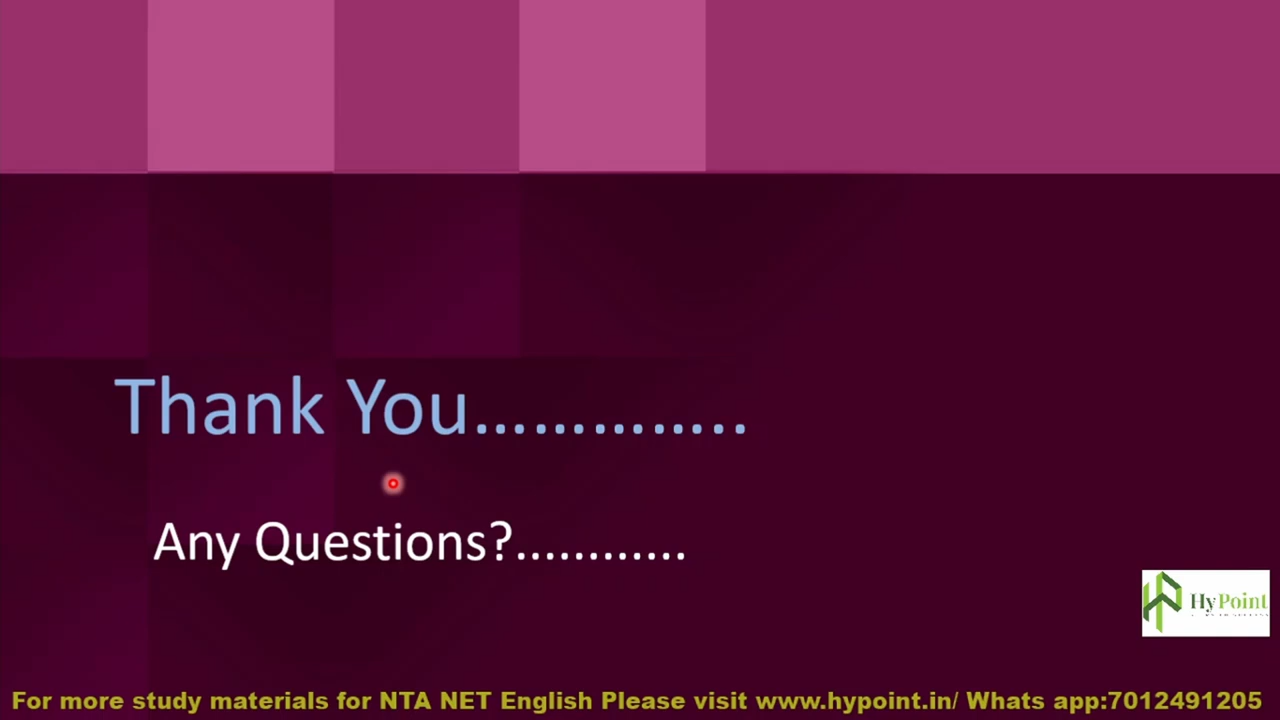 Thank You…………..
Any Questions?............
HyPoint
For more study materials for NTA NET English Please visit www.hypoint.in/ Whats app:7012491205